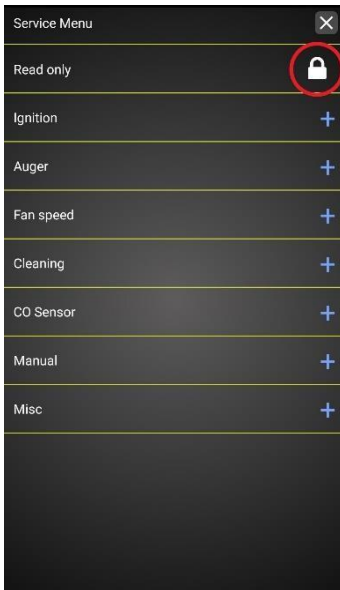 Service Menu
Read only
Ignition
Auger
Fan speed
Cleaning
CO Sensor
Manual
Misc